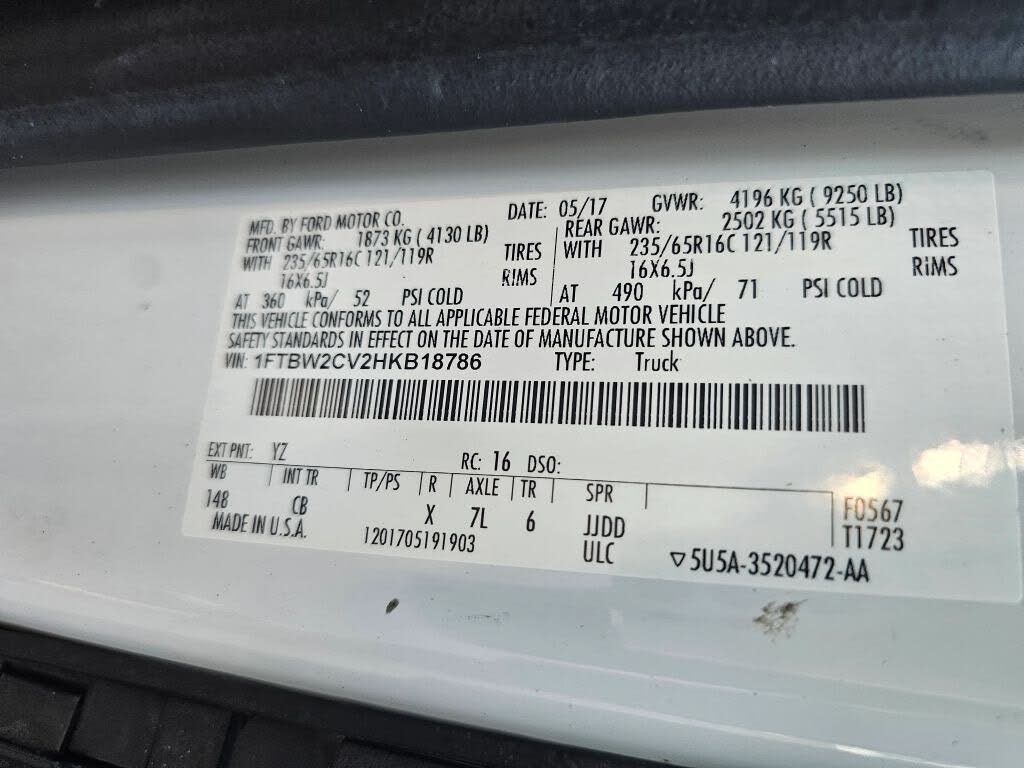 MFD. BY FORD MOTOR CO. DATE: 05/17 GVWR: 4196 KG ( 9250 LB)
FRONT GAWR: 1873 KG ( 4130 LB) REAR GAWR: 2502 KG ( 5515 LB)
WITH 235/65R16C 121/119R TIRES WITH 235/65R16C 121/119R TIRES
16X6.5J RIMS 16X6.5J RIMS
AT 360 kPa/ 52 PSI COLD AT 490 kPa/ 71 PSI COLD
THIS VEHICLE CONFORMS TO ALL APPLICABLE FEDERAL MOTOR VEHICLE
SAFETY STANDARDS IN EFFECT ON THE DATE OF MANUFACTURE SHOWN ABOVE.
VIN: 1FTBW2CV2HKB18786 TYPE: Truck
EXT PNT: YZ RC: 16 DSO:
WB INT TR TP/PS R AXLE TR SPR
148 CB X 7L 6 JJDD F0567
MADE IN U.S.A. 1201705191903 ULC T1723
▽5U5A-3520472-AA